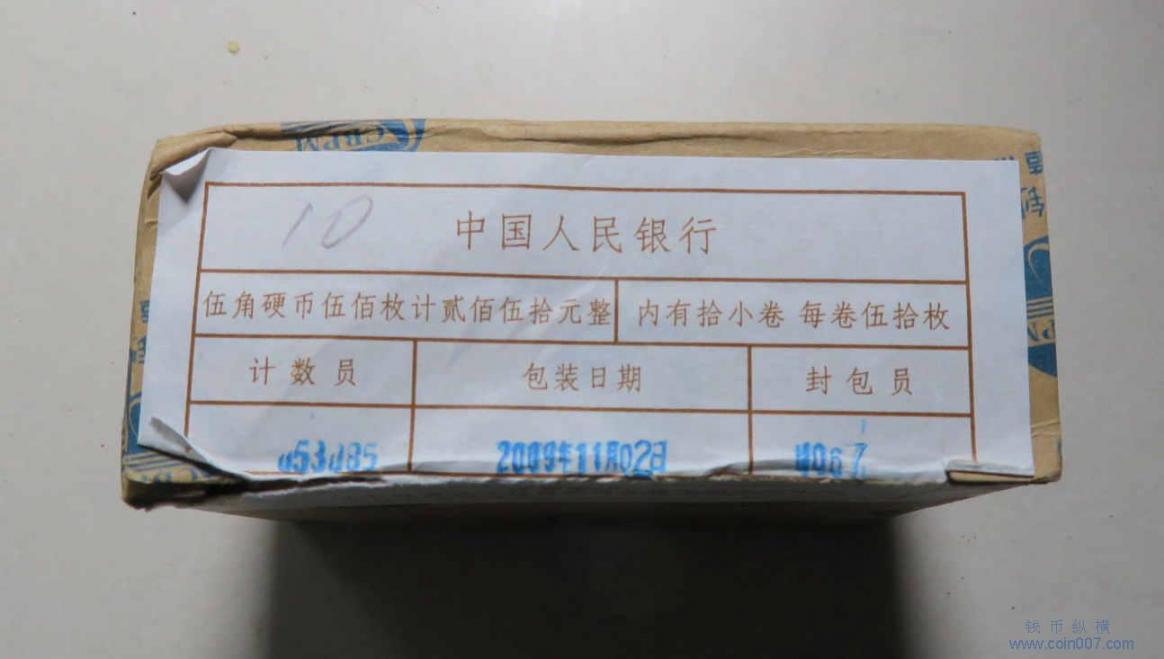 CBPM
10
中国人民银行
伍角硬币伍佰枚计贰佰伍拾元整 内有拾小卷 每卷伍拾枚
计数员 包装日期 封包员
2009年11月02日
钱币纵横
www.coin007.com